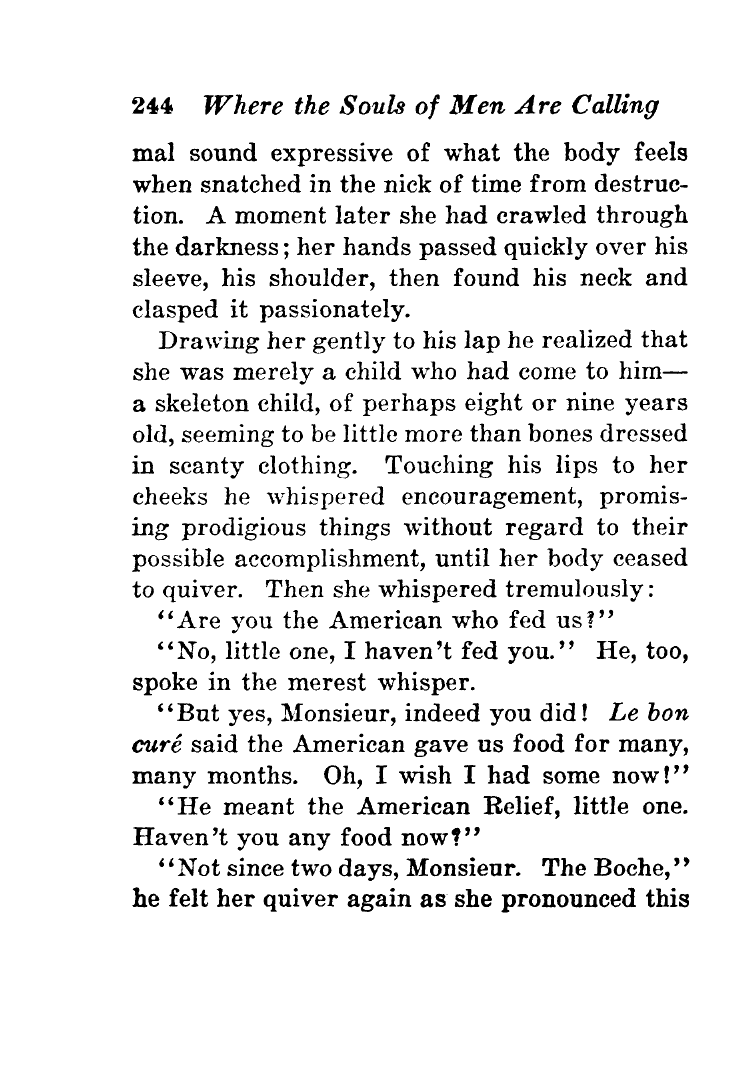 244 Where the Souls of Men Are Calling
mal sound expressive of what the body feels
when snatched in the nick of time from destruc-
tion. A moment later she had crawled through
the darkness; her hands passed quickly over his
sleeve, his shoulder, then found his neck and
clasped it passionately.
Drawing her gently to his lap he realized that
she was merely a child who had come to him—
a skeleton child, of perhaps eight or nine years
old, seeming to be little more than bones dressed
in scanty clothing. Touching his lips to her
cheeks he whispered encouragement, promis-
ing prodigious things without regard to their
possible accomplishment, until her body ceased
to quiver. Then she whispered tremulously:
"Are you the American who fed us?"
"No, little one, I haven't fed you." He, too,
spoke in the merest whisper.
"But yes, Monsieur, indeed you did! Le bon
curé said the American gave us food for many,
many months. Oh, I wish I had some now!"
"He meant the American Relief, little one.
Haven't you any food now?"
"Not since two days, Monsieur. The Boche,"
he felt her quiver again as she pronounced this